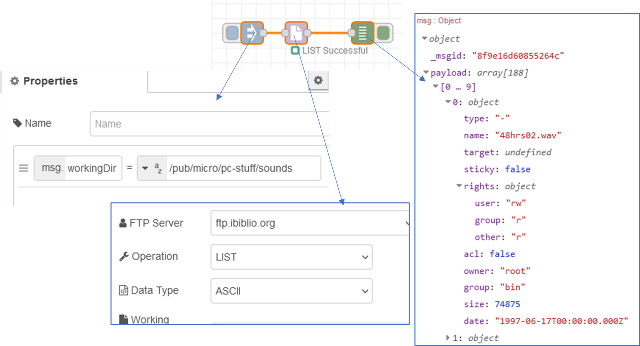 LIST Successful
Properties
Name
Name
msg. workingDir = a z /pub/micro/pc-stuff/sounds
FTP Server ftp.ibiblio.org
Operation LIST
Data Type ASCII
Working
msg : Object
object
_msgid: "8f9e16d60855264c"
payload: array[188]
[0 … 9]
0: object
type: "-"
name: "48hrs02.wav"
target: undefined
sticky: false
rights: object
user: "rw"
group: "r"
other: "r"
acl: false
owner: "root"
group: "bin"
size: 74875
date: "1997-06-17T00:00:00.000Z"
1: object